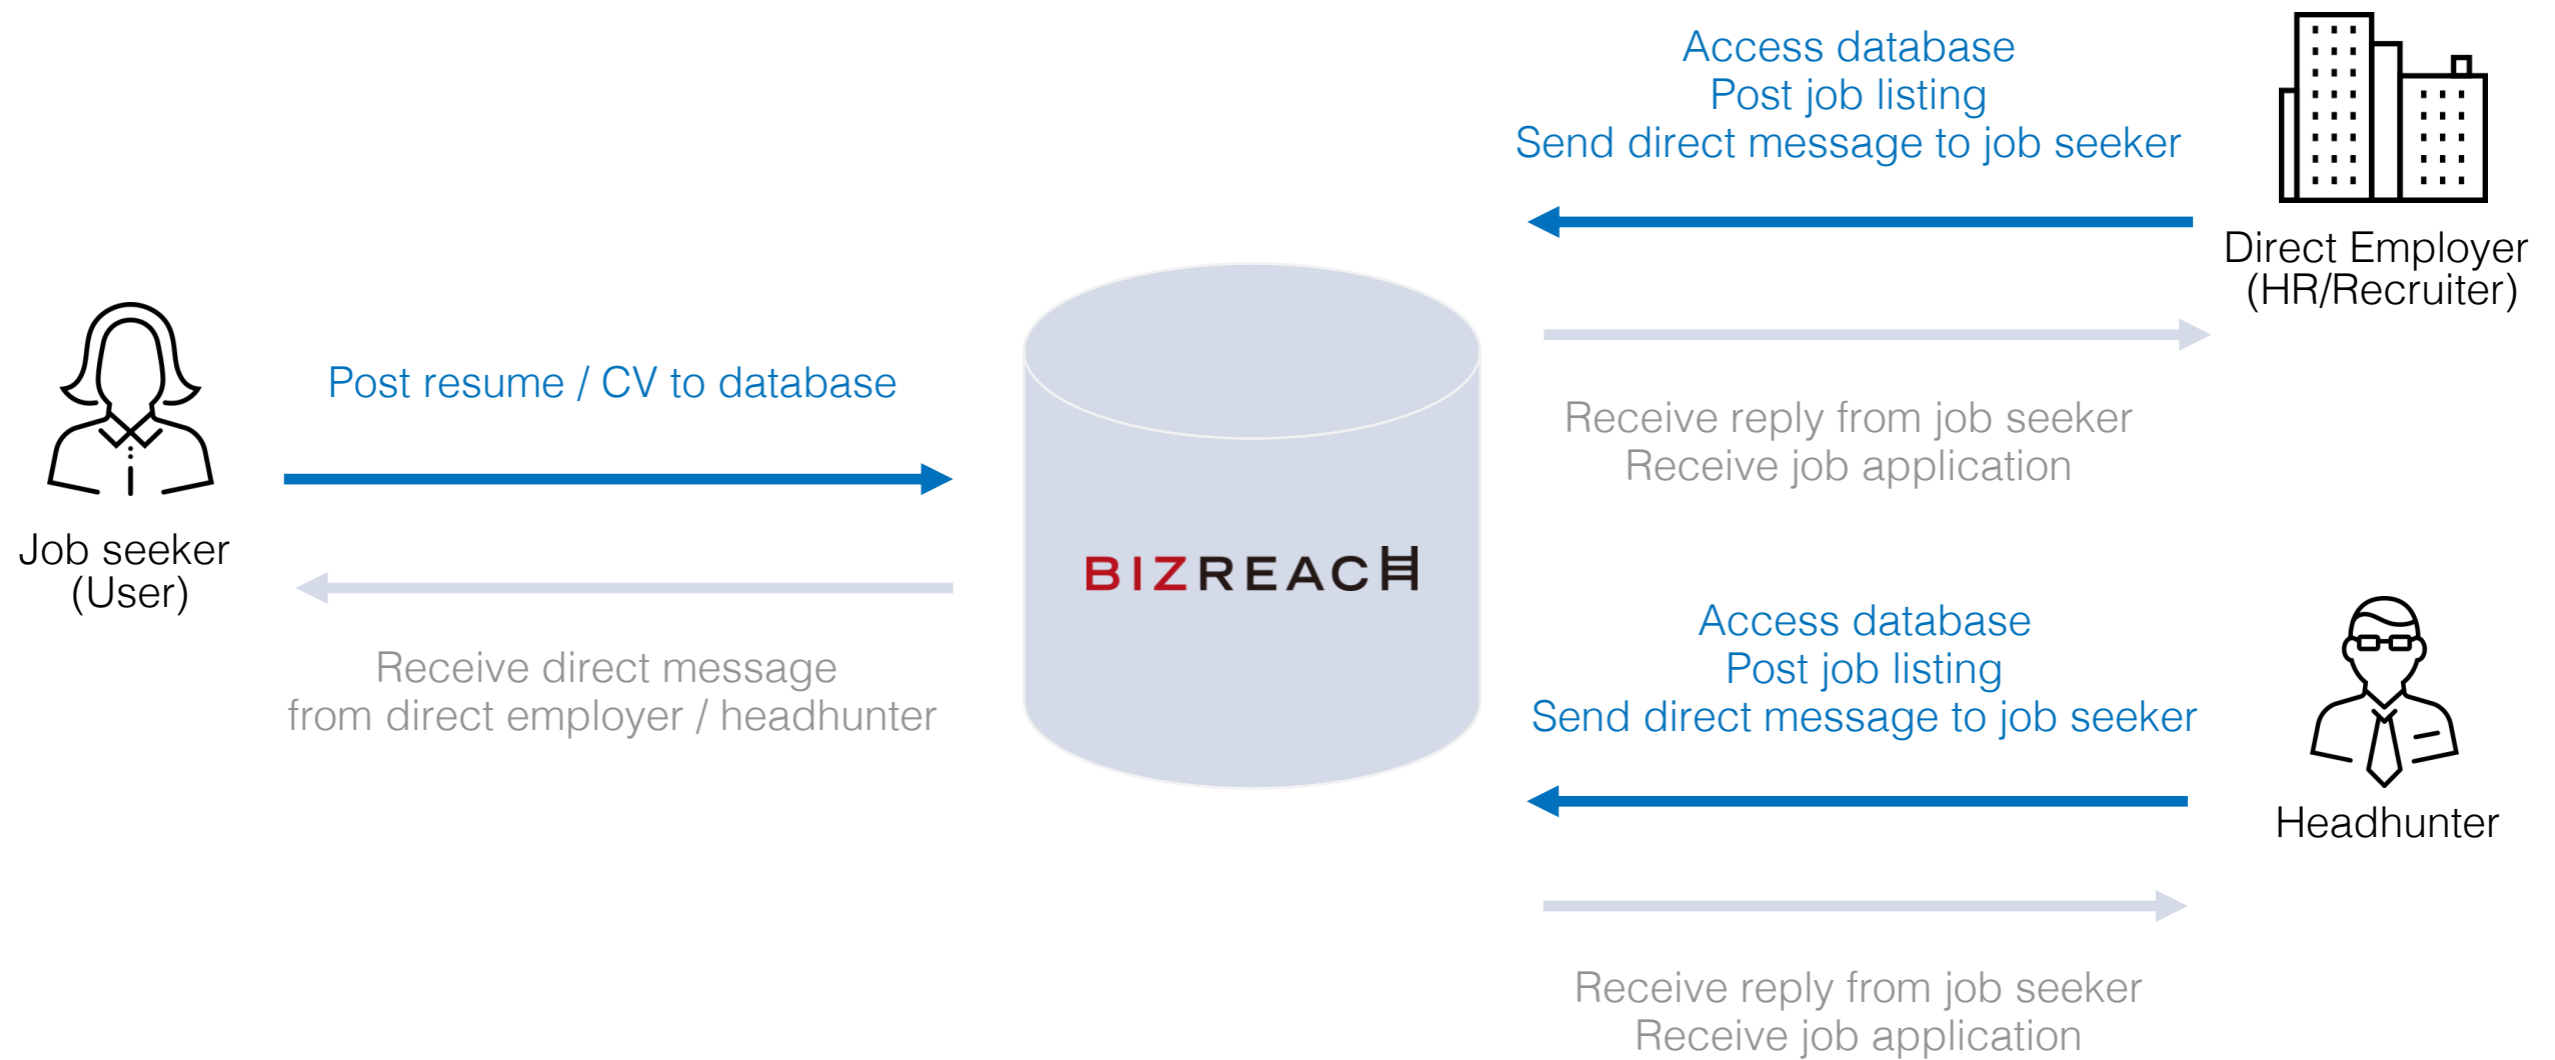 Access database
Post job listing
Send direct message to job seeker
Direct Employer
(HR/Recruiter)
Post resume / CV to database
Receive reply from job seeker
Receive job application
Job seeker
(User)
BIZREACH
Receive direct message
from direct employer / headhunter
Access database
Post job listing
Send direct message to job seeker
Headhunter
Receive reply from job seeker
Receive job application